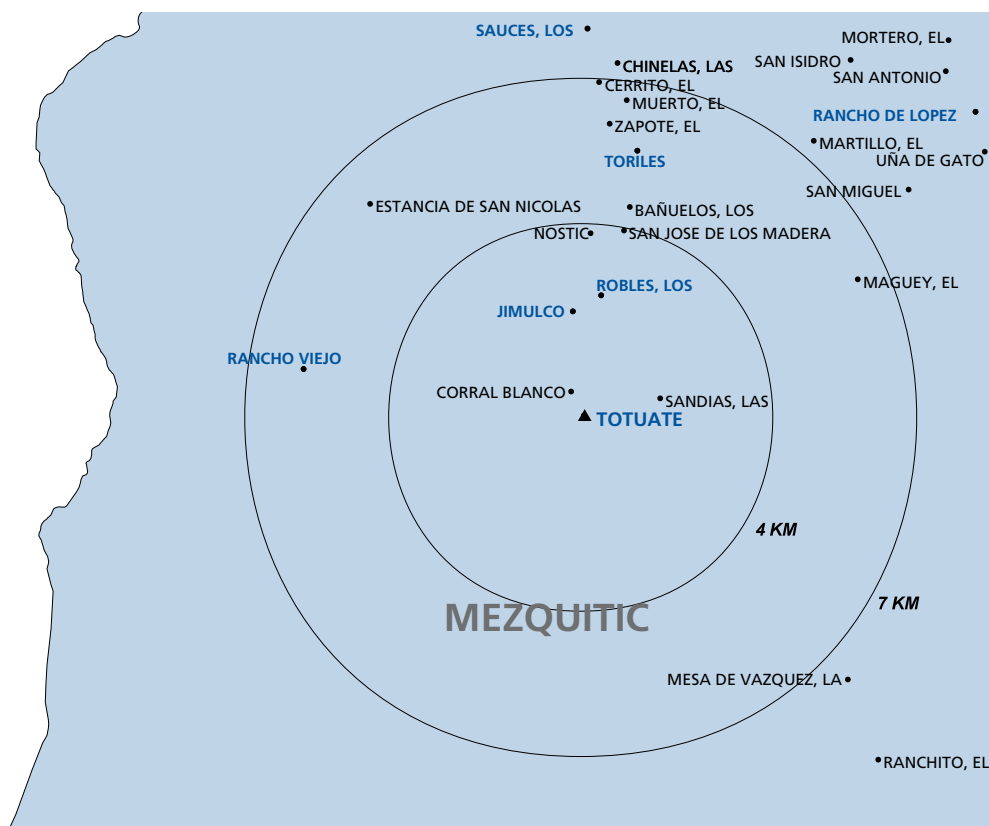 SAUCES, LOS
MORTERO, EL
SAN ISIDRO
CHINELAS, LAS
SAN ANTONIO
CERRITO, EL
MUERTO, EL
RANCHO DE LOPEZ
ZAPOTE, EL
MARTILLO, EL
TORILES
UÑA DE GATO
SAN MIGUEL
ESTANCIA DE SAN NICOLAS
BAÑUELOS, LOS
NOSTIC
SAN JOSE DE LOS MADERA
MAGUEY, EL
ROBLES, LOS
JIMULCO
RANCHO VIEJO
CORRAL BLANCO
SANDIAS, LAS
TOTUATE
4 KM
7 KM
MEZQUITIC
MESA DE VAZQUEZ, LA
RANCHITO, EL